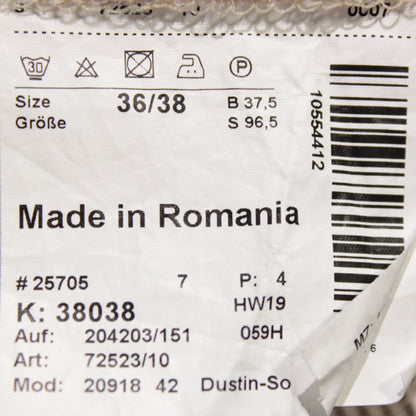 30 P
Size 36/38 B 37,5
Größe S 96,5
10554412
Made in Romania
# 25705 7 P: 4
K: 38038 HW19
Auf: 204203/151 059H
Art: 72523/10
Mod: 20918 42 Dustin-So